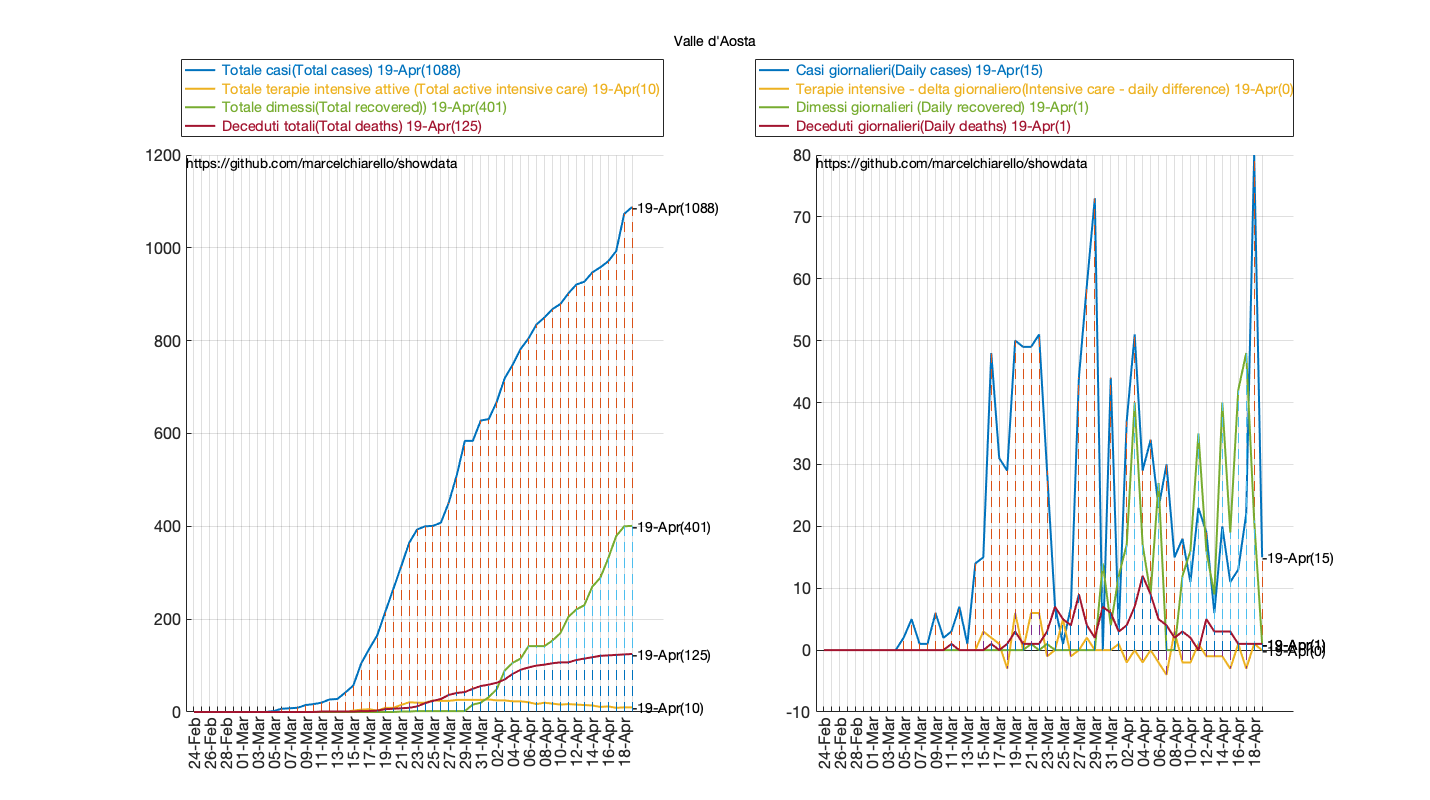 Valle d'Aosta
Totale casi(Total cases) 19-Apr(1088)
Totale terapie intensive attive (Total active intensive care) 19-Apr(10)
Totale dimessi(Total recovered)) 19-Apr(401)
Deceduti totali(Total deaths) 19-Apr(125)
https://github.com/marcelchiarello/showdata
1200
1000
800
600
400
200
0
19-Apr(1088)
19-Apr(401)
19-Apr(125)
19-Apr(10)
24-Feb
26-Feb
28-Feb
01-Mar
03-Mar
05-Mar
07-Mar
09-Mar
11-Mar
13-Mar
15-Mar
17-Mar
19-Mar
21-Mar
23-Mar
25-Mar
27-Mar
29-Mar
31-Mar
02-Apr
04-Apr
06-Apr
08-Apr
10-Apr
12-Apr
14-Apr
16-Apr
18-Apr
Casi giornalieri(Daily cases) 19-Apr(15)
Terapie intensive - delta giornaliero(Intensive care - daily difference) 19-Apr(0)
Dimessi giornalieri (Daily recovered) 19-Apr(1)
Deceduti giornalieri(Daily deaths) 19-Apr(1)
https://github.com/marcelchiarello/showdata
80
70
60
50
40
30
20
10
0
-10
19-Apr(15)
19-Apr(1)
19-Apr(0)
24-Feb
26-Feb
28-Feb
01-Mar
03-Mar
05-Mar
07-Mar
09-Mar
11-Mar
13-Mar
15-Mar
17-Mar
19-Mar
21-Mar
23-Mar
25-Mar
27-Mar
29-Mar
31-Mar
02-Apr
04-Apr
06-Apr
08-Apr
10-Apr
12-Apr
14-Apr
16-Apr
18-Apr